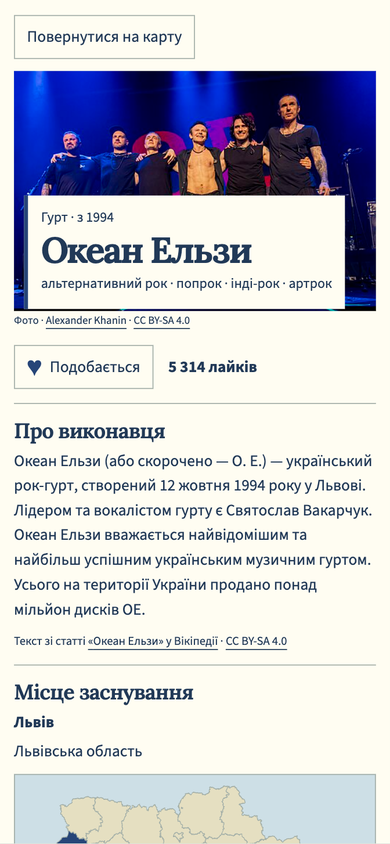 Повернутися на карту
Гурт · з 1994
Океан Ельзи
альтернативний рок · попрок · інді-рок · артрок
Фото · Alexander Khanin · CC BY-SA 4.0
Подобається
5 314 лайків
Про виконавця
Океан Ельзи (або скорочено — О. Е.) — український
рок-гурт, створений 12 жовтня 1994 року у Львові.
Лідером та вокалістом гурту є Святослав Вакарчук.
Океан Ельзи вважається найвідомішим та
найбільш успішним українським музичним гуртом.
Усього на території України продано понад
мільйон дисків ОЕ.
Текст зі статті «Океан Ельзи» у Вікіпедії · CC BY-SA 4.0
Місце заснування
Львів
Львівська область